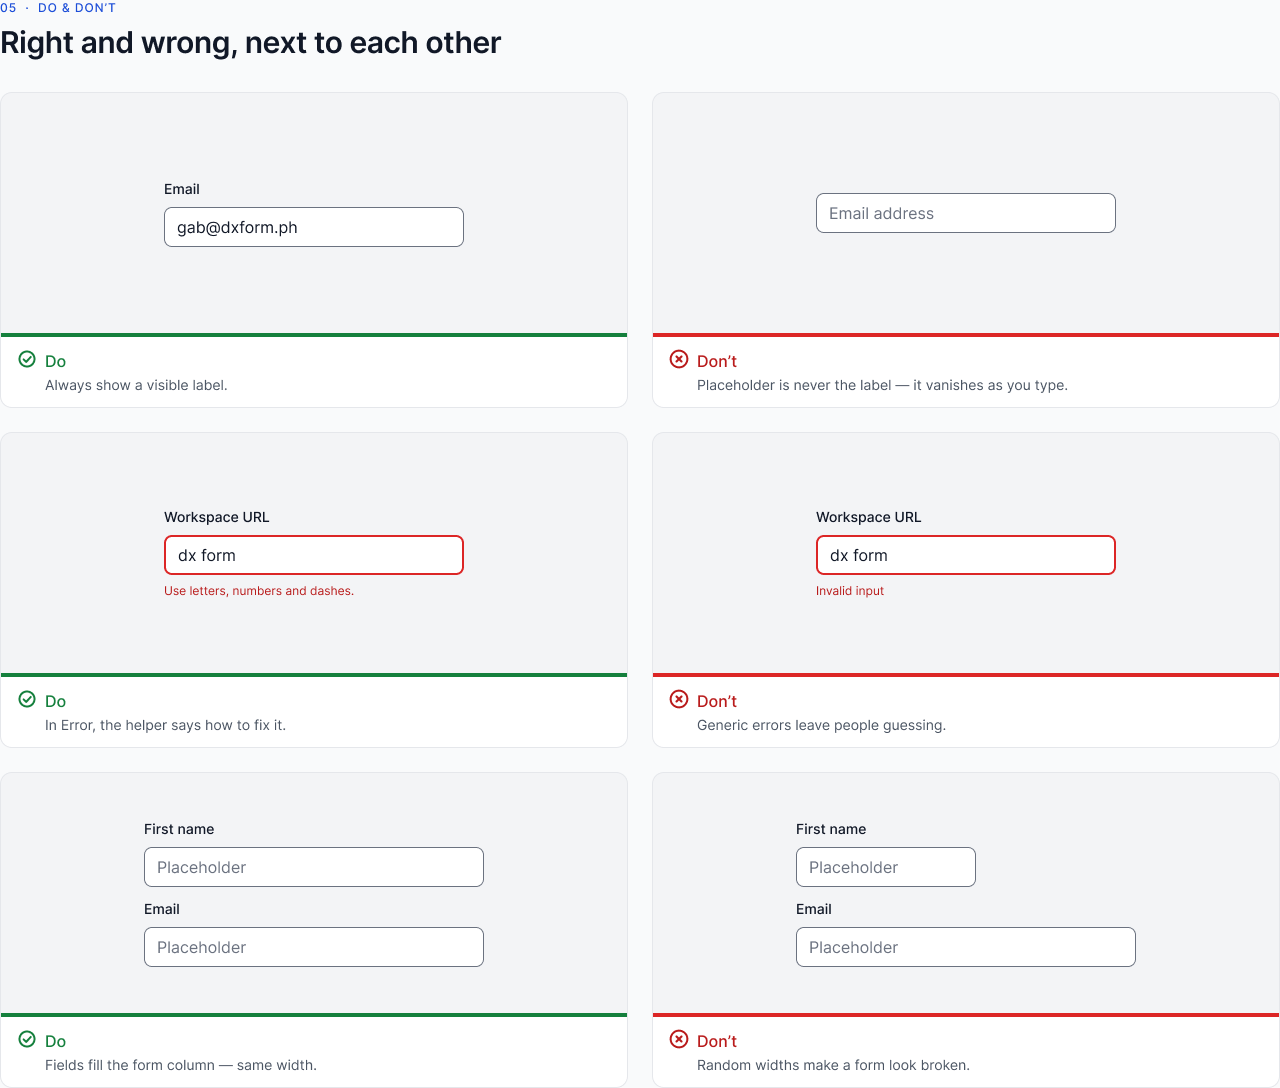 05 · DO & DON’T
Right and wrong, next to each other
Email
gab@dxform.ph
Do
Always show a visible label.
Email address
Don’t
Placeholder is never the label — it vanishes as you type.
Workspace URL
dx form
Use letters, numbers and dashes.
Do
In Error, the helper says how to fix it.
Workspace URL
dx form
Invalid input
Don’t
Generic errors leave people guessing.
First name
Placeholder
Email
Placeholder
Do
Fields fill the form column — same width.
First name
Placeholder
Email
Placeholder
Don’t
Random widths make a form look broken.